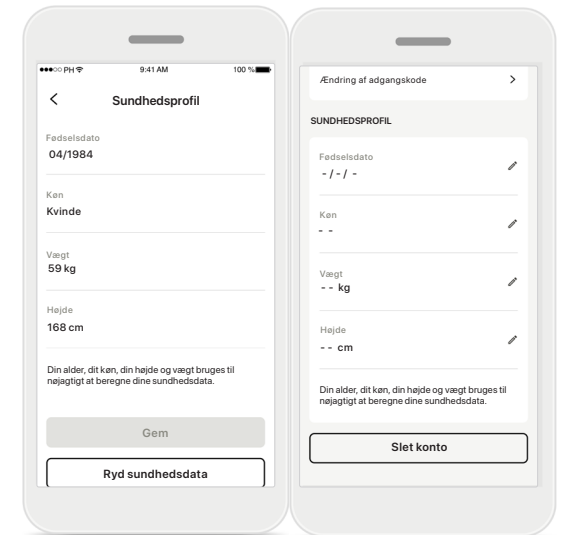 PH
9:41 AM
100 %
Sundhedsprofil
Fødselsdato
04/1984
Køn
Kvinde
Vægt
59 kg
Højde
168 cm
Din alder, dit køn, din højde og vægt bruges til
nøjagtigt at beregne dine sundhedsdata.
Gem
Ryd sundhedsdata
Ændring af adgangskode
SUNDHEDSPROFIL
Fødselsdato
- / - / -
Køn
- -
Vægt
- - kg
Højde
- - cm
Din alder, dit køn, din højde og vægt bruges til
nøjagtigt at beregne dine sundhedsdata.
Slet konto